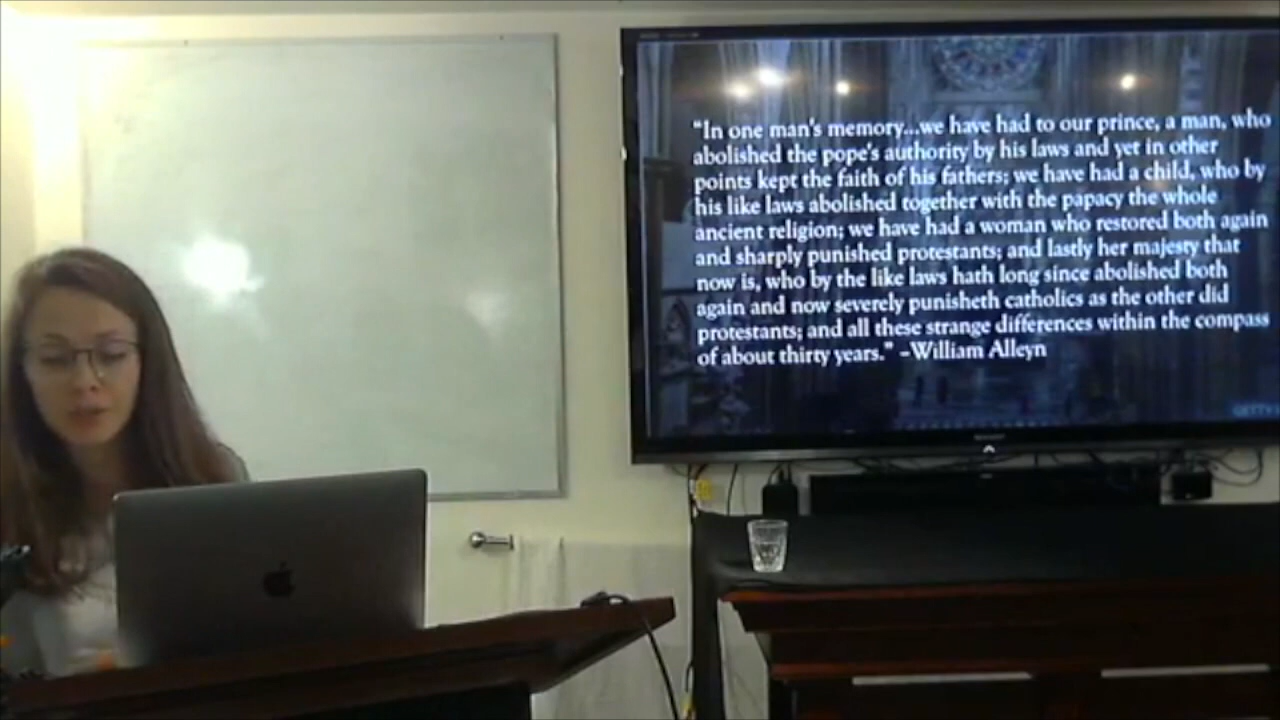 “In one man's memory...we have had to our prince, a man, who
abolished the pope's authority by his laws and yet in other
points kept the faith of his fathers; we have had a child, who by
his like laws abolished together with the papacy the whole
ancient religion; we have had a woman who restored both again
and sharply punished protestants; and lastly her majesty that
now is, who by the like laws hath long since abolished both
again and now severely punisheth catholics as the other did
protestants; and all these strange differences within the compass
of about thirty years.” –William Alleyn